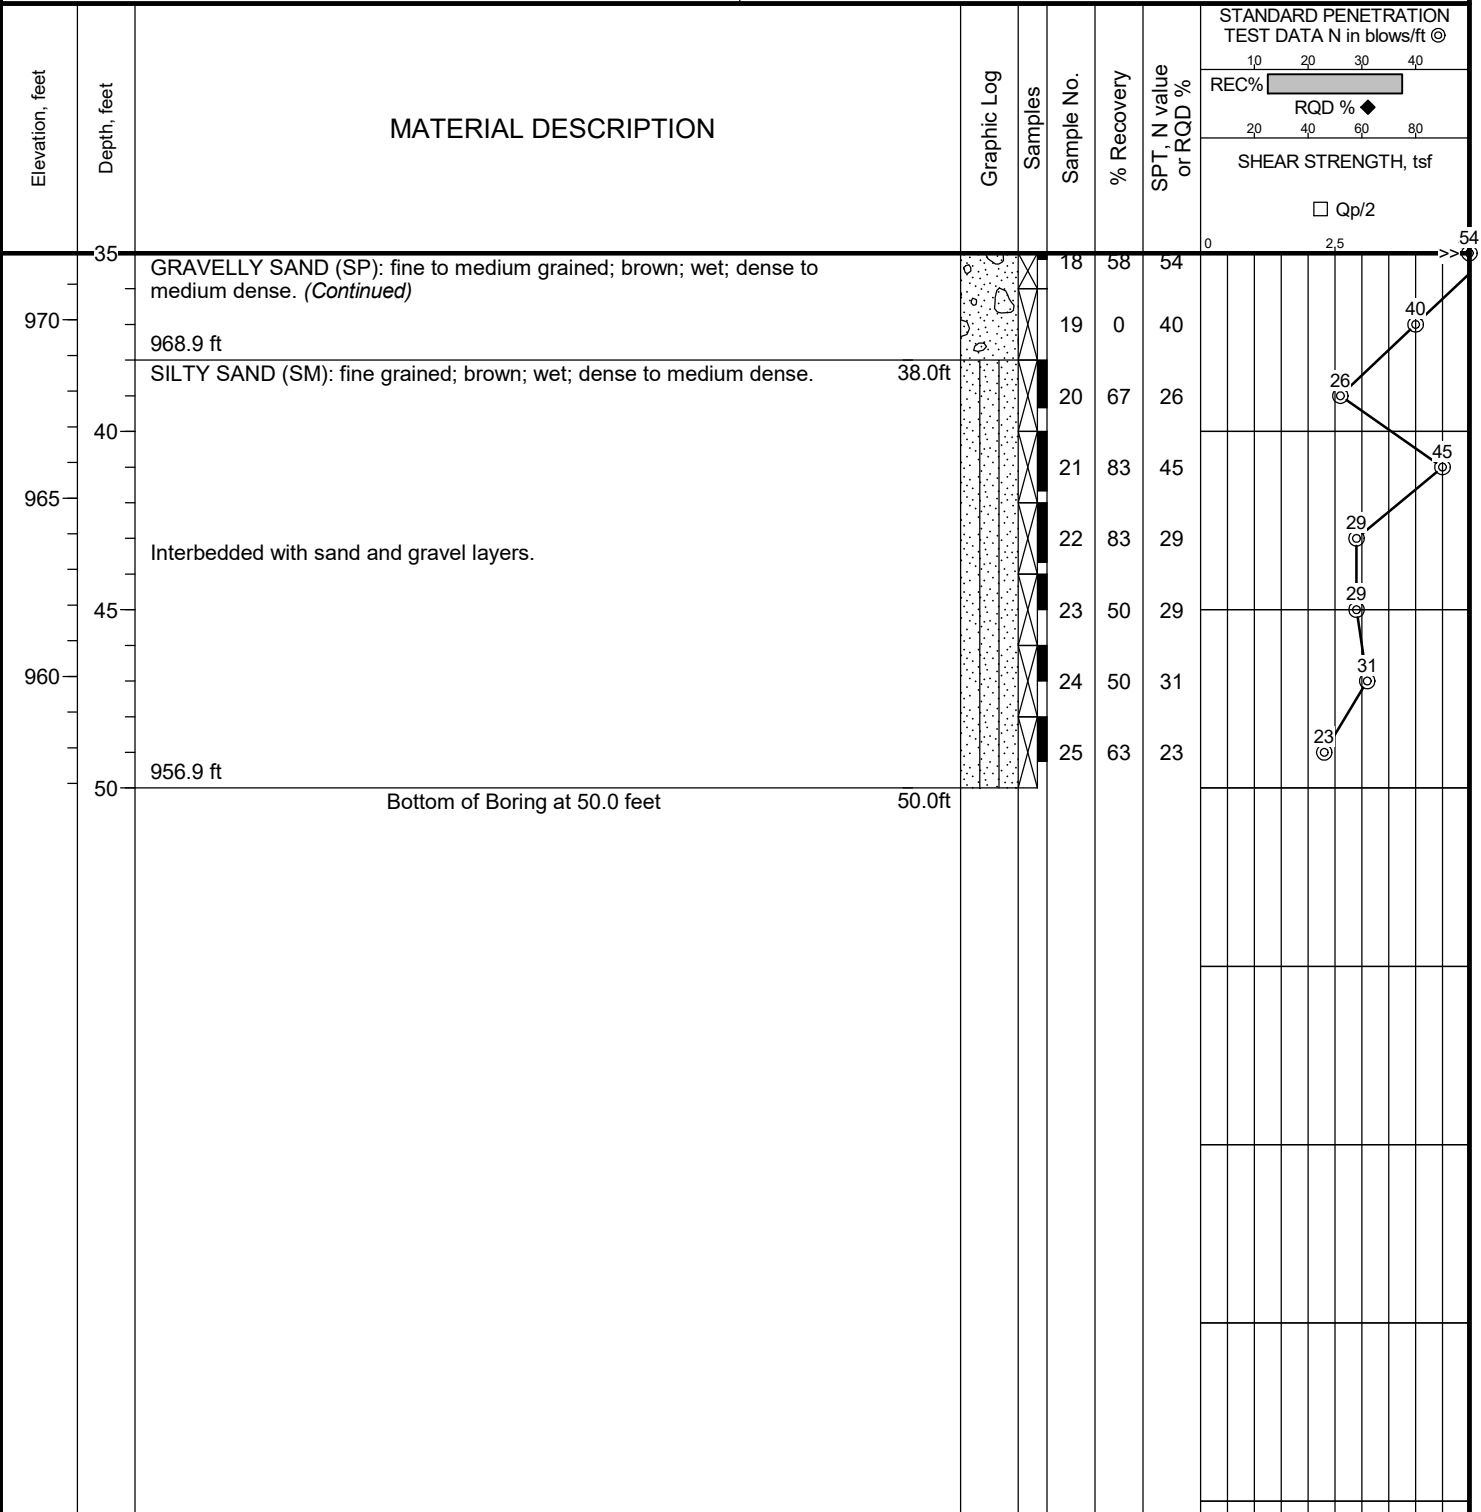 Elevation, feet
Depth, feet
MATERIAL DESCRIPTION
Graphic Log
Samples
Sample No.
% Recovery
SPT, N value
or RQD %
STANDARD PENETRATION
TEST DATA N in blows/ft
10 20 30 40
REC%
RQD %
20 40 60 80
SHEAR STRENGTH, tsf
Qp/2
0 2.5
35
>> 54
GRAVELLY SAND (SP): fine to medium grained; brown; wet; dense to
medium dense. (Continued)
18 58 54
970
19 0 40
40
968.9 ft
SILTY SAND (SM): fine grained; brown; wet; dense to medium dense. 38.0ft
20 67 26
26
40
21 83 45
45
965
22 83 29
29
Interbedded with sand and gravel layers.
45
23 50 29
29
960
24 50 31
31
25 63 23
23
956.9 ft
50
Bottom of Boring at 50.0 feet 50.0ft